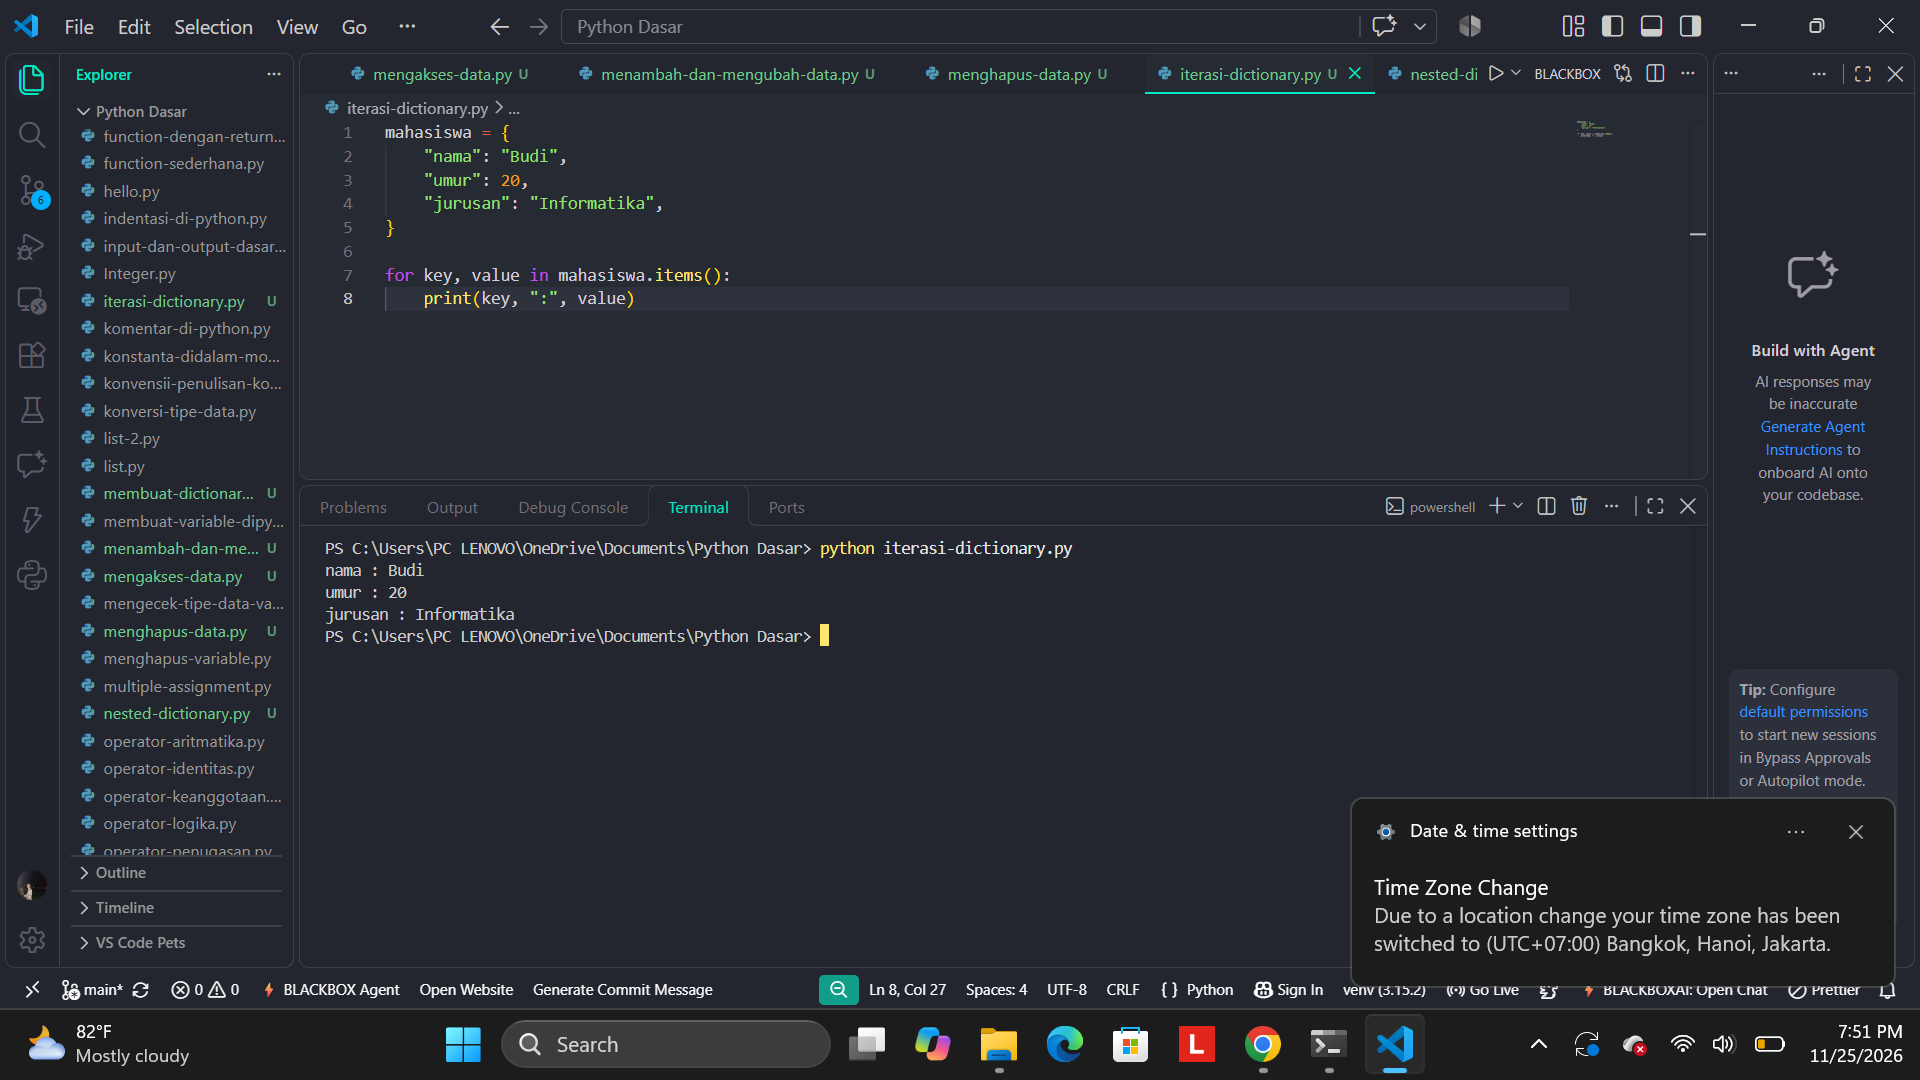 File Edit Selection View Go
Python Dasar
Explorer
Python Dasar
function-dengan-return...
function-sederhana.py
hello.py
indentasi-di-python.py
input-dan-output-dasar...
Integer.py
iterasi-dictionary.py U
komentar-di-python.py
konstanta-didalam-mo...
konvensii-penulisan-ko...
konversi-tipe-data.py
list-2.py
list.py
membuat-dictionar... U
membuat-variable-dipy...
menambah-dan-me... U
mengakses-data.py U
mengecek-tipe-data-va...
menghapus-data.py U
menghapus-variable.py
multiple-assignment.py
nested-dictionary.py U
operator-aritmatika.py
operator-identitas.py
operator-keanggotaan....
operator-logika.py
operator-penugasan.py
Outline
Timeline
VS Code Pets
6
mengakses-data.py U menambah-dan-mengubah-data.py U menghapus-data.py U iterasi-dictionary.py U nested-di BLACKBOX
iterasi-dictionary.py > ...
1 mahasiswa = {
2 "nama": "Budi",
3 "umur": 20,
4 "jurusan": "Informatika",
5 }
6
7 for key, value in mahasiswa.items():
8 print(key, ":", value)
Problems Output Debug Console Terminal Ports powershell
PS C:\Users\PC LENOVO\OneDrive\Documents\Python Dasar> python iterasi-dictionary.py
nama : Budi
umur : 20
jurusan : Informatika
PS C:\Users\PC LENOVO\OneDrive\Documents\Python Dasar>
Build with Agent
AI responses may
be inaccurate
Generate Agent
Instructions to
onboard AI onto
your codebase.
Tip: Configure
default permissions
to start new sessions
in Bypass Approvals
or Autopilot mode.
Date & time settings
Time Zone Change
Due to a location change your time zone has been
switched to (UTC+07:00) Bangkok, Hanoi, Jakarta.
main* 0 0 BLACKBOX Agent Open Website Generate Commit Message Ln 8, Col 27 Spaces: 4 UTF-8 CRLF { } Python Sign In venv (3.15.2) Go Live BLACKBOXAI: Open Chat Prettier
82°F
Mostly cloudy
Search
L
7:51 PM
11/25/2026